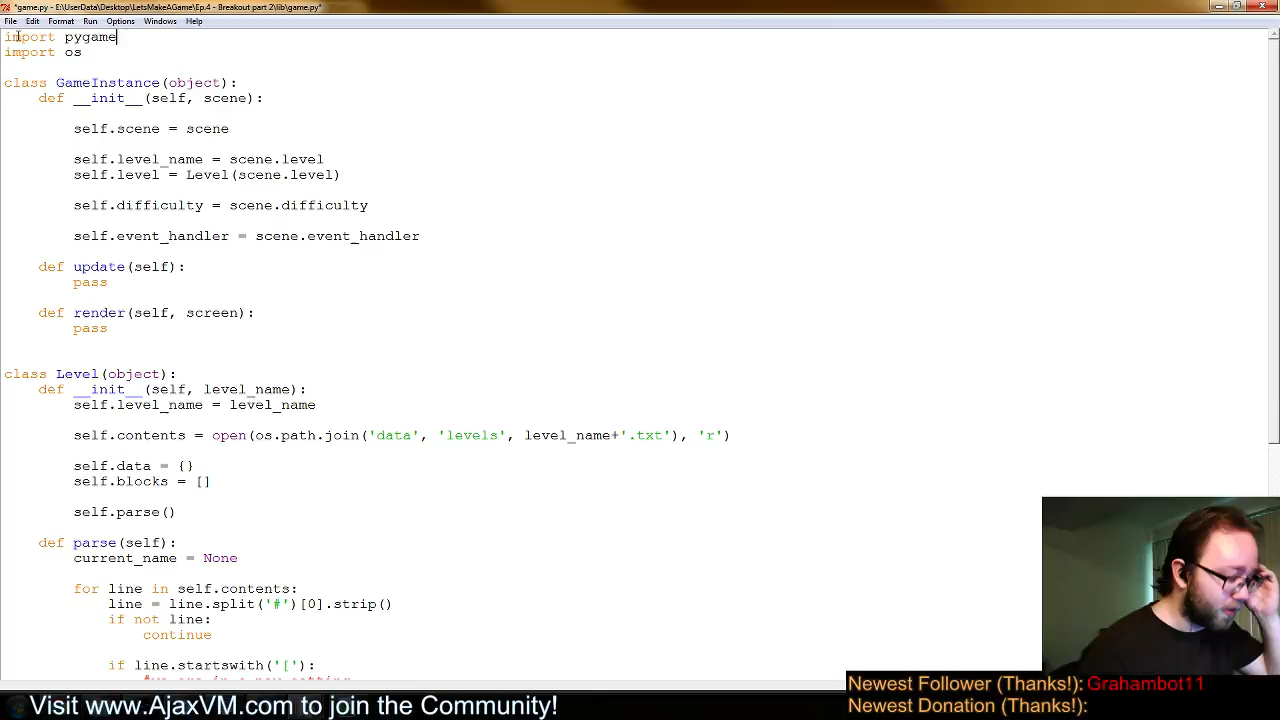 *game.py - E:\UserData\Desktop\LetsMakeAGame\Ep.4 - Breakout part 2\lib\game.py*
File Edit Format Run Options Windows Help
import pygame
import os
class GameInstance(object):
def __init__(self, scene):
self.scene = scene
self.level_name = scene.level
self.level = Level(scene.level)
self.difficulty = scene.difficulty
self.event_handler = scene.event_handler
def update(self):
pass
def render(self, screen):
pass
class Level(object):
def __init__(self, level_name):
self.level_name = level_name
self.contents = open(os.path.join('data', 'levels', level_name+'.txt'), 'r')
self.data = {}
self.blocks = []
self.parse()
def parse(self):
current_name = None
for line in self.contents:
line = line.split('#')[0].strip()
if not line:
continue
if line.startswith('['):
Newest Follower (Thanks!): Grahambot11
Visit www.AjaxVM.com to join the Community!
Newest Donation (Thanks!):